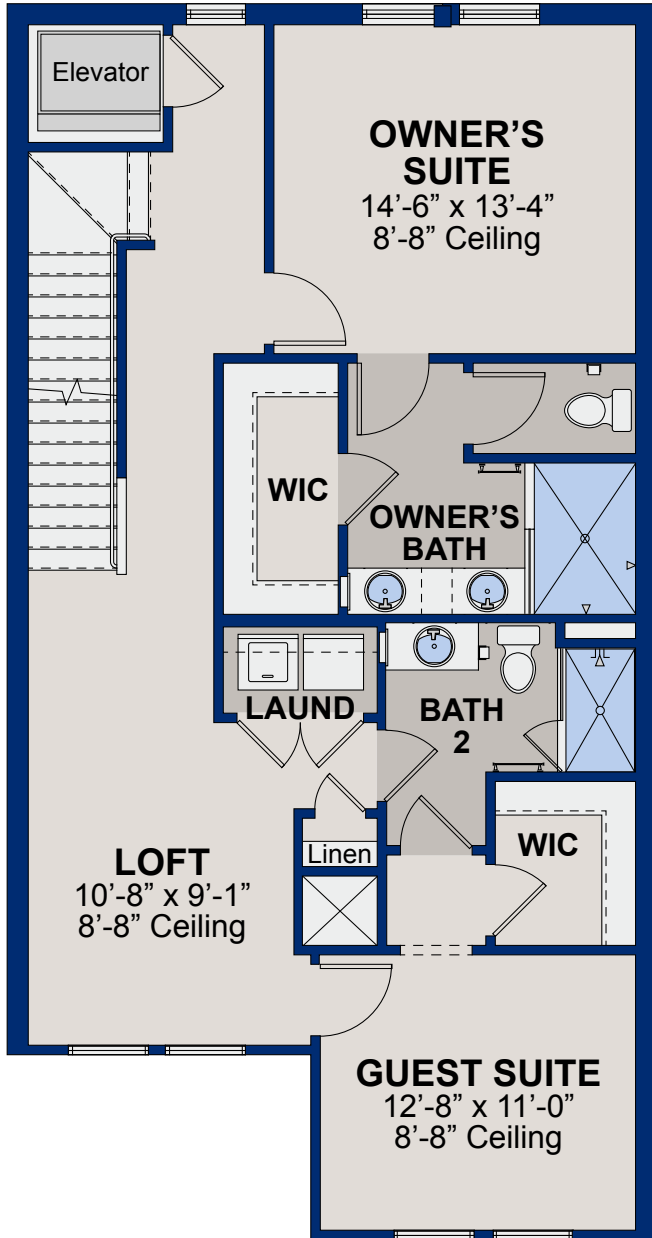 Elevator
OWNER’S
SUITE
14’-6” x 13’-4”
8’-8” Ceiling
WIC
OWNER’S
BATH
LAUND
BATH
2
WIC
Linen
LOFT
10’-8” x 9’-1”
8’-8” Ceiling
GUEST SUITE
12’-8” x 11’-0”
8’-8” Ceiling